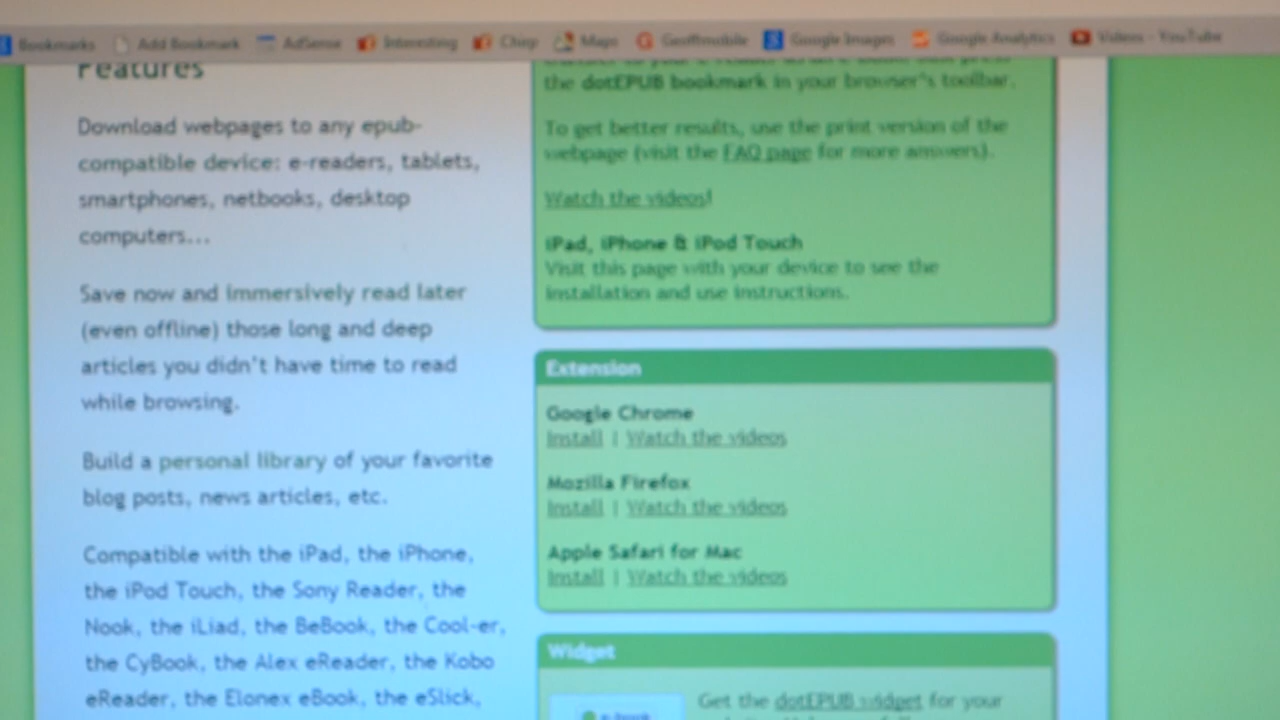 Bookmarks Add Bookmark AdSense Interesting Chirp Maps Geoffmobile Google Images Google Analytics Videos - YouTube
Features
Download webpages to any epub-
compatible device: e-readers, tablets,
smartphones, netbooks, desktop
computers...
Save now and immersively read later
(even offline) those long and deep
articles you didn't have time to read
while browsing.
Build a personal library of your favorite
blog posts, news articles, etc.
Compatible with the iPad, the iPhone,
the iPod Touch, the Sony Reader, the
Nook, the iLiad, the BeBook, the Cool-er,
the CyBook, the Alex eReader, the Kobo
eReader, the Elonex eBook, the eSlick,
the dotEPUB bookmark in your browser's toolbar.
To get better results, use the print version of the
webpage (visit the FAQ page for more answers).
Watch the videos!
iPad, iPhone & iPod Touch
Visit this page with your device to see the
installation and use instructions.
Extension
Google Chrome
Install | Watch the videos
Mozilla Firefox
Install | Watch the videos
Apple Safari for Mac
Install | Watch the videos
Widget
e-book
Get the dotEPUB widget for your